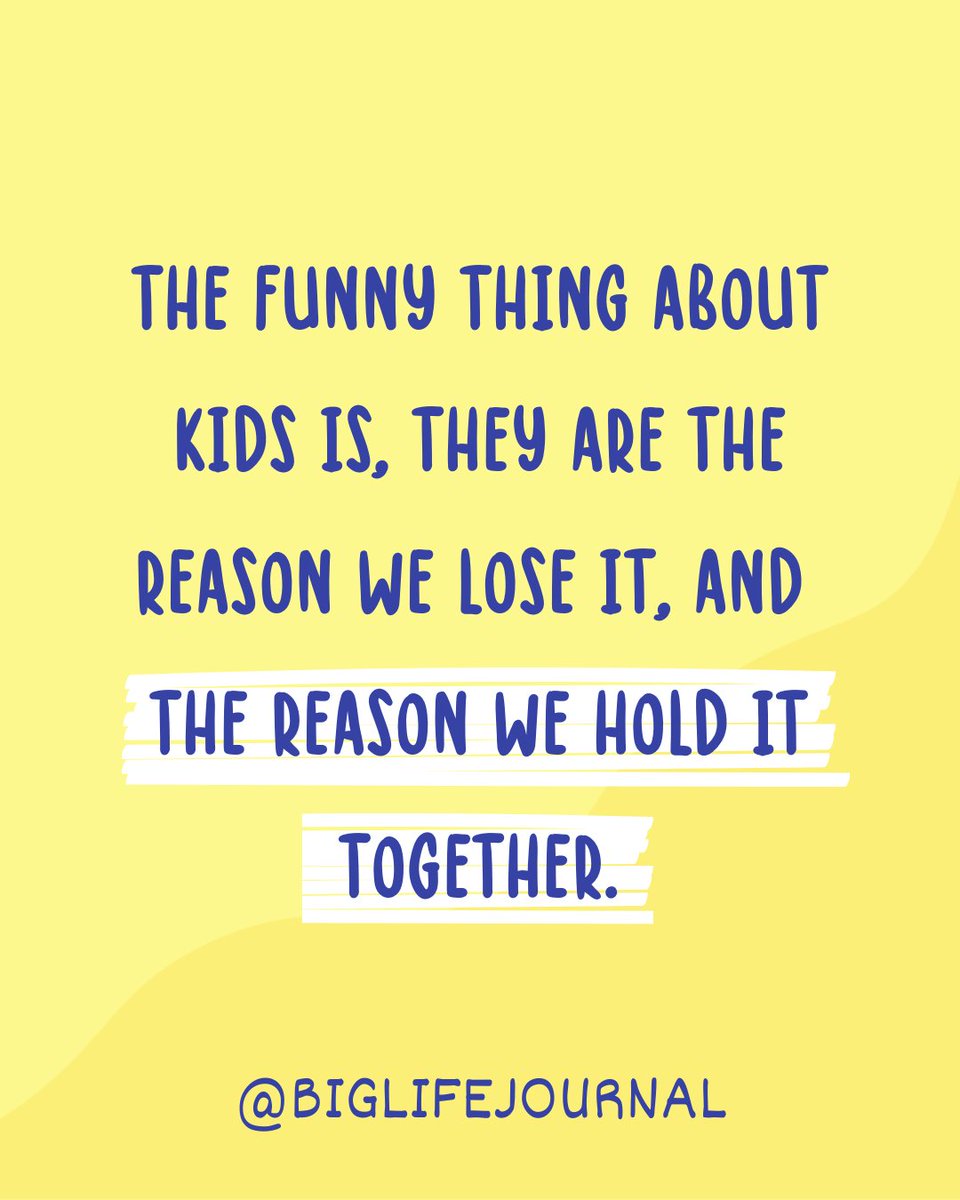 THE FUNNY THING ABOUT
KIDS IS, THEY ARE THE
REASON WE LOSE IT, AND
THE REASON WE HOLD IT
TOGETHER.
@BIGLIFEJOURNAL